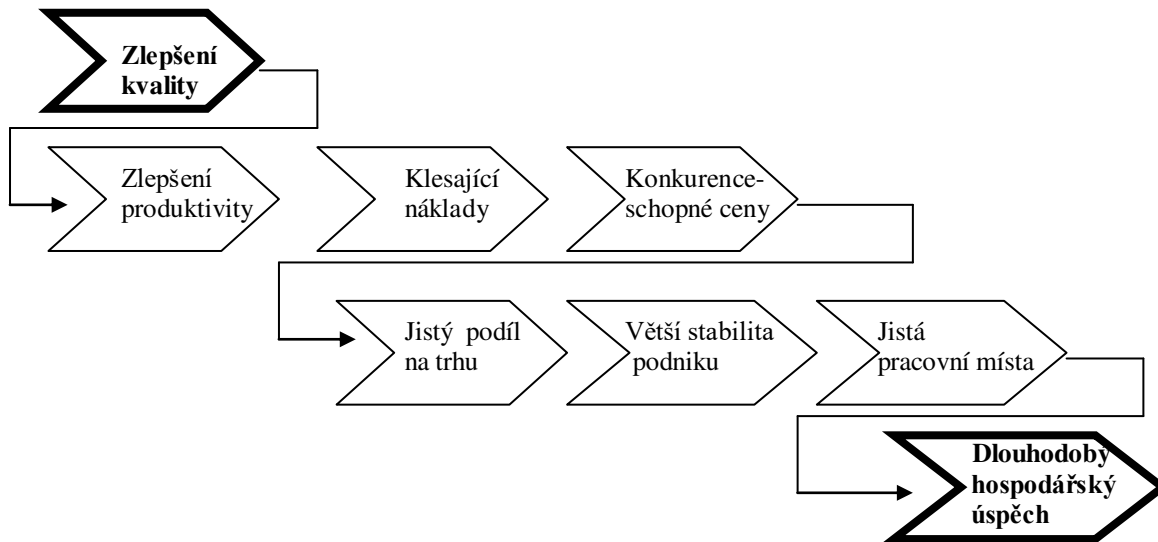 Zlepšení
kvality
Zlepšení
produktivity
Klesající
náklady
Konkurence-
schopné ceny
Jistý podíl
na trhu
Větší stabilita
podniku
Jistá
pracovní místa
Dlouhodobý
hospodářský
úspěch